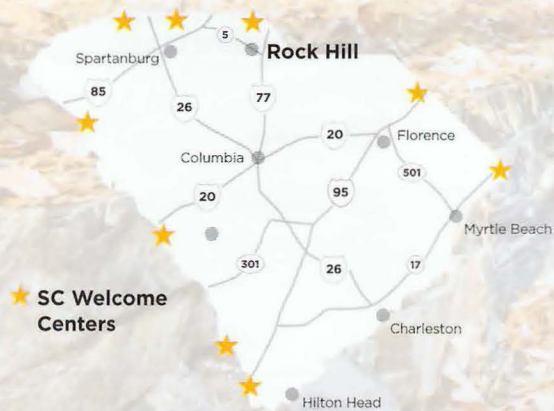 5
Rock Hill
Spartanburg
85
26
77
20
Florence
Columbia
501
95
20
Myrtle Beach
301
26
17
SC Welcome
Centers
Charleston
Hilton Head